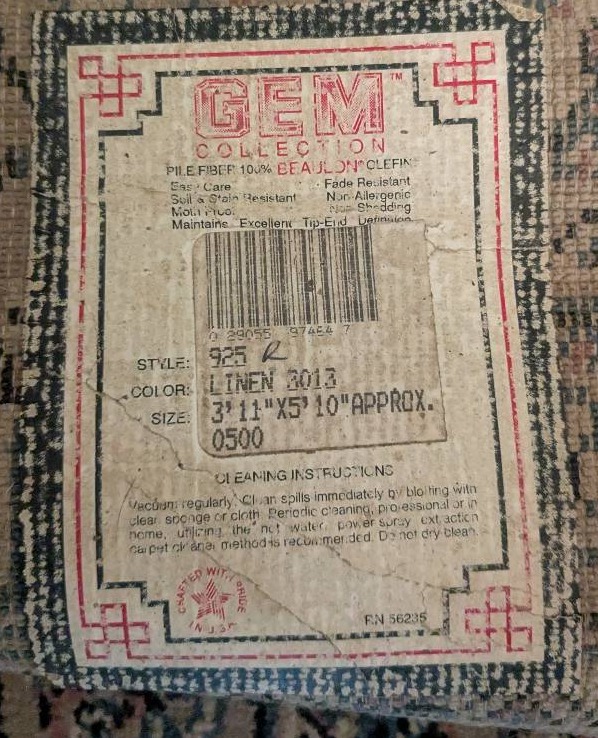 GEM™
COLLECTION
PILE FIBER 100% BEAULON® OLEFIN
Easy Care
Fade Resistant
Soil & Stain Resistant
Non-Allergenic
Moth Proof
Non-Shedding
Maintains Excellent Tip-End Definition
0 29055 97464 7
STYLE: 925 R
COLOR: LINEN 3013
SIZE: 3'11"X5'10"APPROX.
0500
CLEANING INSTRUCTIONS
Vacuum regularly. Clean spills immediately by blotting with
clear sponge or cloth. Periodic cleaning, professional or in
home, utilizing the hot water, power spray extraction
carpet cleaner method is recommended. Do not dry clean.
CRAFTED WITH PRIDE
IN U.S.A.
RN 56235